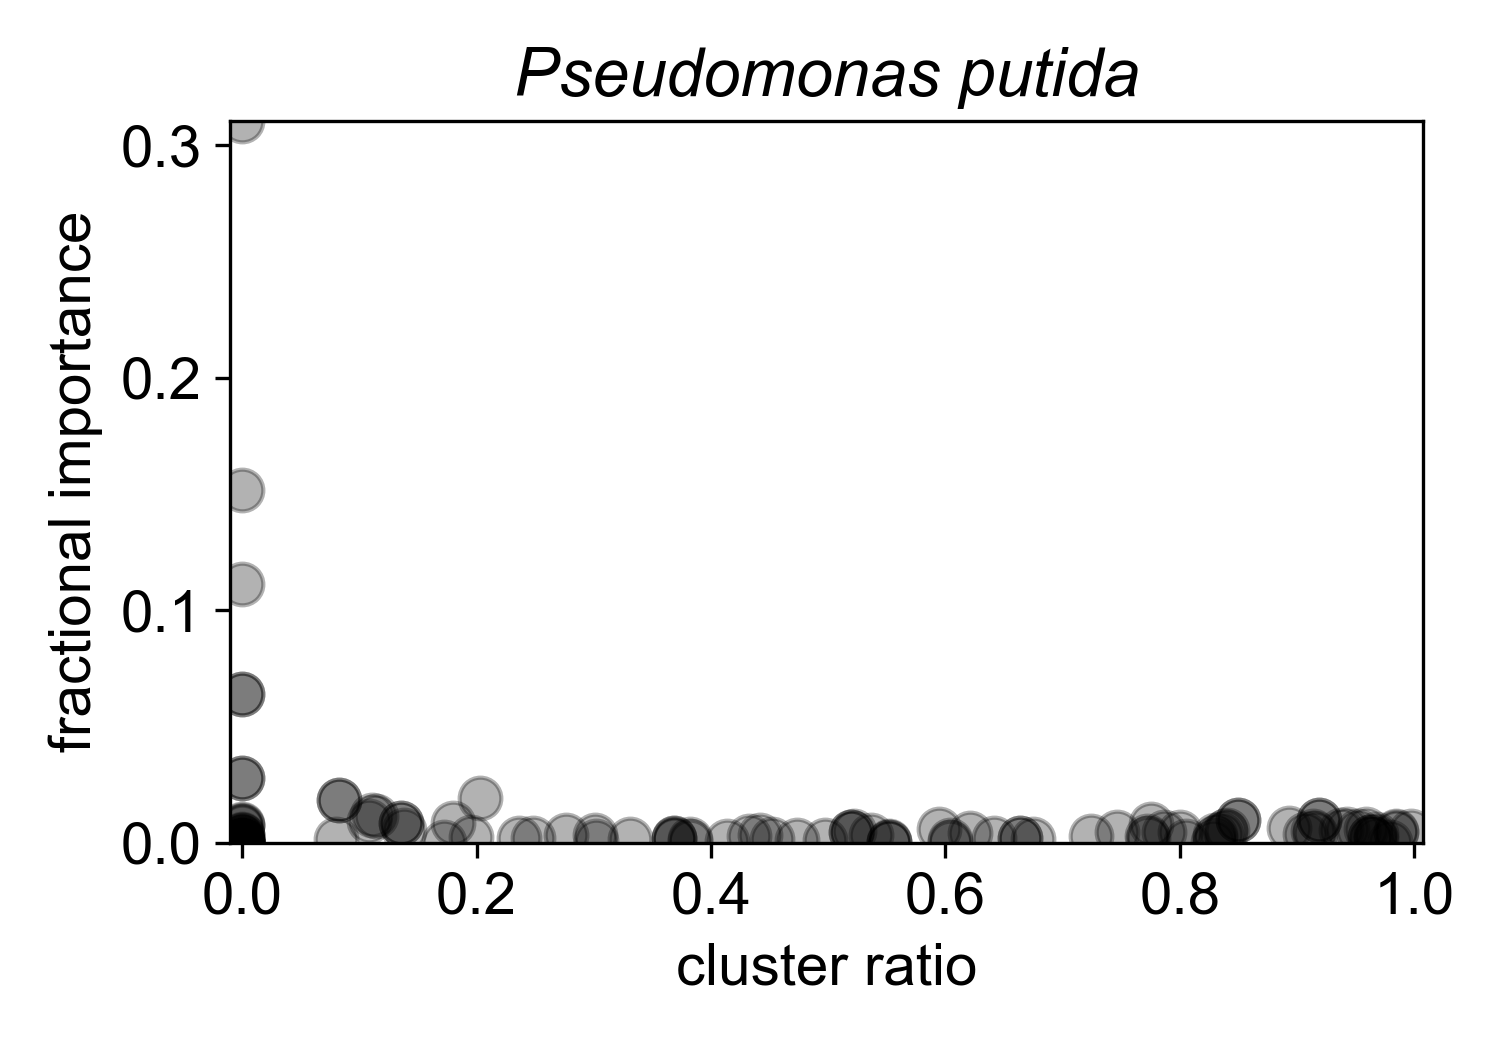 Pseudomonas putida
fractional importance
0.3
0.2
0.1
0.0
0.0 0.2 0.4 0.6 0.8 1.0
cluster ratio